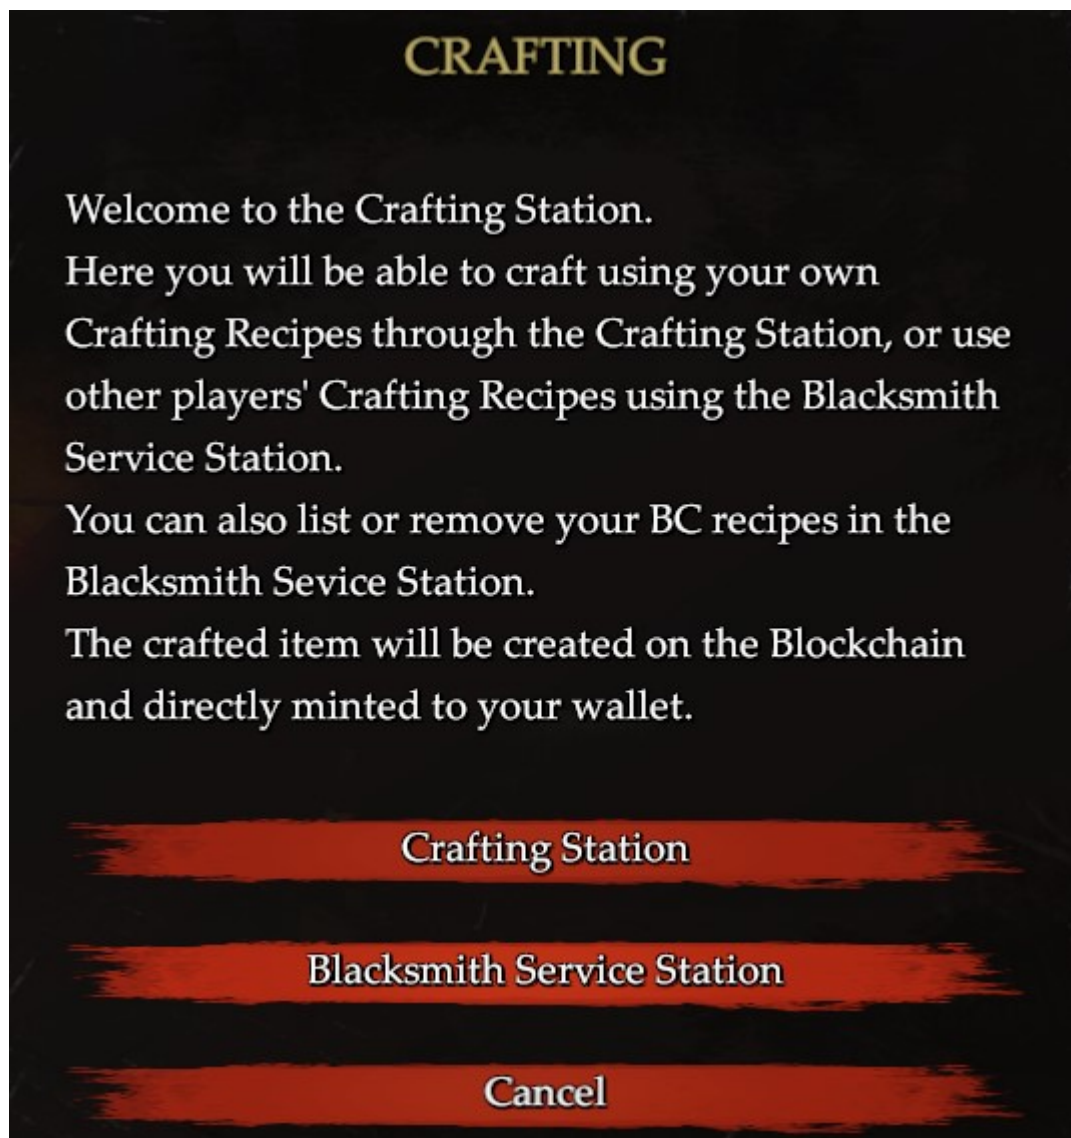 CRAFTING
Welcome to the Crafting Station.
Here you will be able to craft using your own
Crafting Recipes through the Crafting Station, or use
other players' Crafting Recipes using the Blacksmith
Service Station.
You can also list or remove your BC recipes in the
Blacksmith Sevice Station.
The crafted item will be created on the Blockchain
and directly minted to your wallet.
Crafting Station
Blacksmith Service Station
Cancel